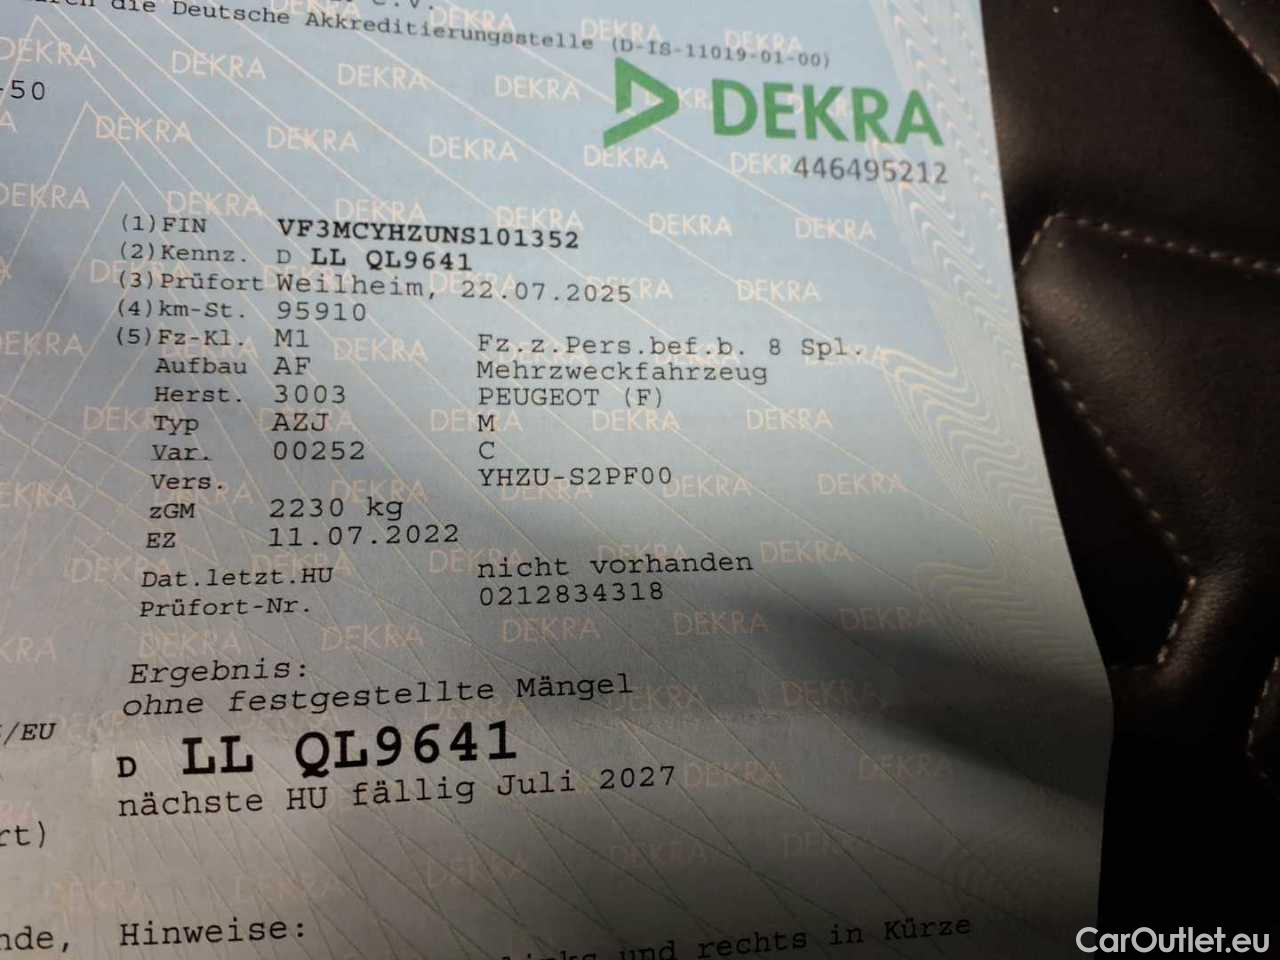 die Deutsche Akkreditierungsstelle (D-IS-11019-01-00)
-50
DEKRA
446495212
(1)FIN VF3MCYHZUNS101352
(2)Kennz. D LL QL9641
(3)Prüfort Weilheim, 22.07.2025
(4)km-St. 95910
(5)Fz-Kl. M1 Fz.z.Pers.bef.b. 8 Spl.
Aufbau AF Mehrzweckfahrzeug
Herst. 3003 PEUGEOT (F)
Typ AZJ M
Var. 00252 C
Vers. YHZU-S2PF00
zGM 2230 kg
EZ 11.07.2022
Dat.letzt.HU nicht vorhanden
Prüfort-Nr. 0212834318
Ergebnis:
ohne festgestellte Mängel
/EU
D LL QL9641
nächste HU fällig Juli 2027
rt)
nde, Hinweise:
links und rechts in Kürze
CarOutlet.eu